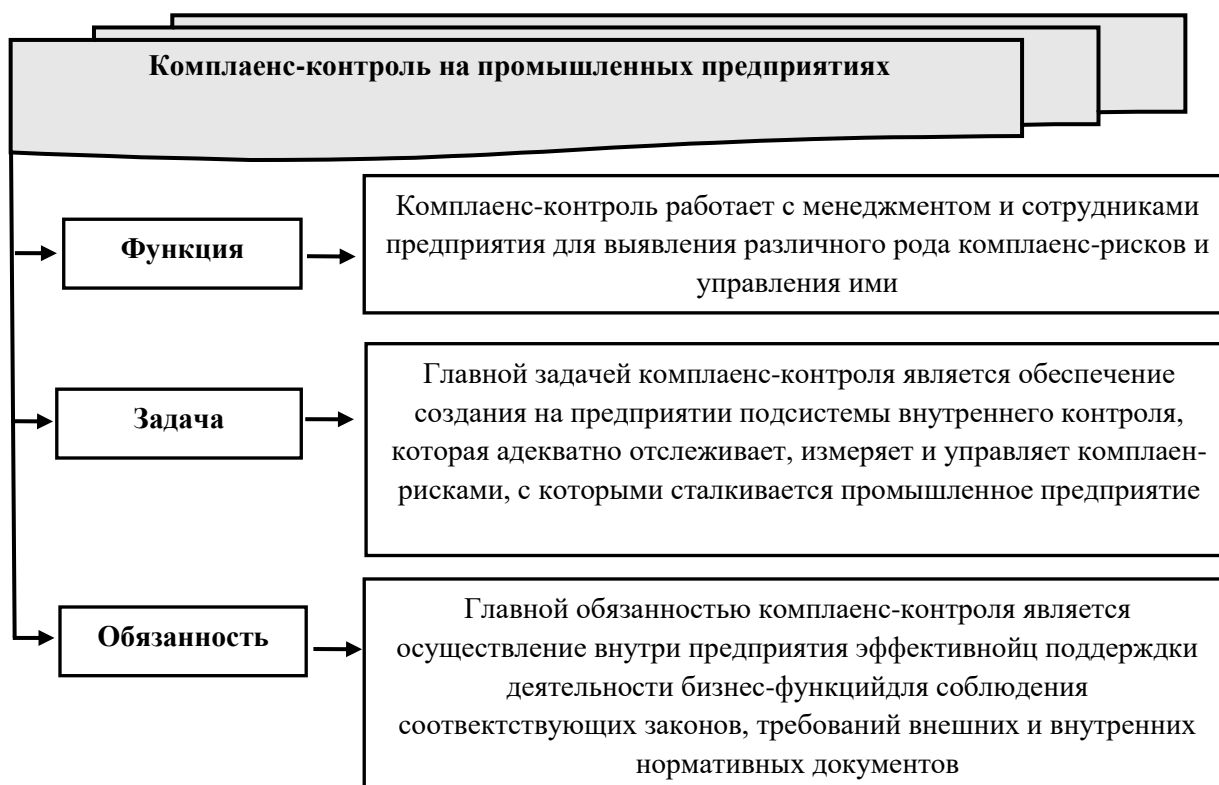 Комплаенс-контроль на промышленных предприятиях
Функция
Комплаенс-контроль работает с менеджментом и сотрудниками
предприятия для выявления различного рода комплаенс-рисков и
управления ими
Задача
Главной задачей комплаенс-контроля является обеспечение
создания на предприятии подсистемы внутреннего контроля,
которая адекватно отслеживает, измеряет и управляет комплаен-
рисками, с которыми сталкивается промышленное предприятие
Обязанность
Главной обязанностью комплаенс-контроля является
осуществление внутри предприятия эффективнойц поддерждки
деятельности бизнес-функцийдля соблюдения
соотвектствующих законов, требований внешних и внутренних
нормативных документов